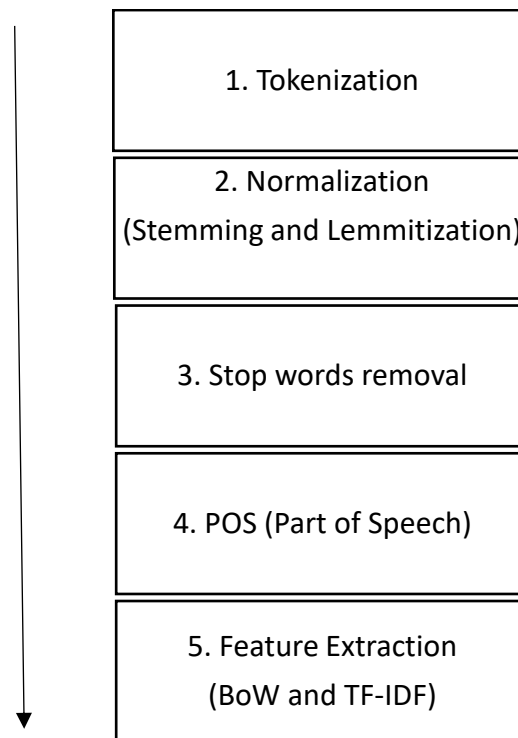 1. Tokenization
2. Normalization
(Stemming and Lemmitization)
3. Stop words removal
4. POS (Part of Speech)
5. Feature Extraction
(BoW and TF-IDF)